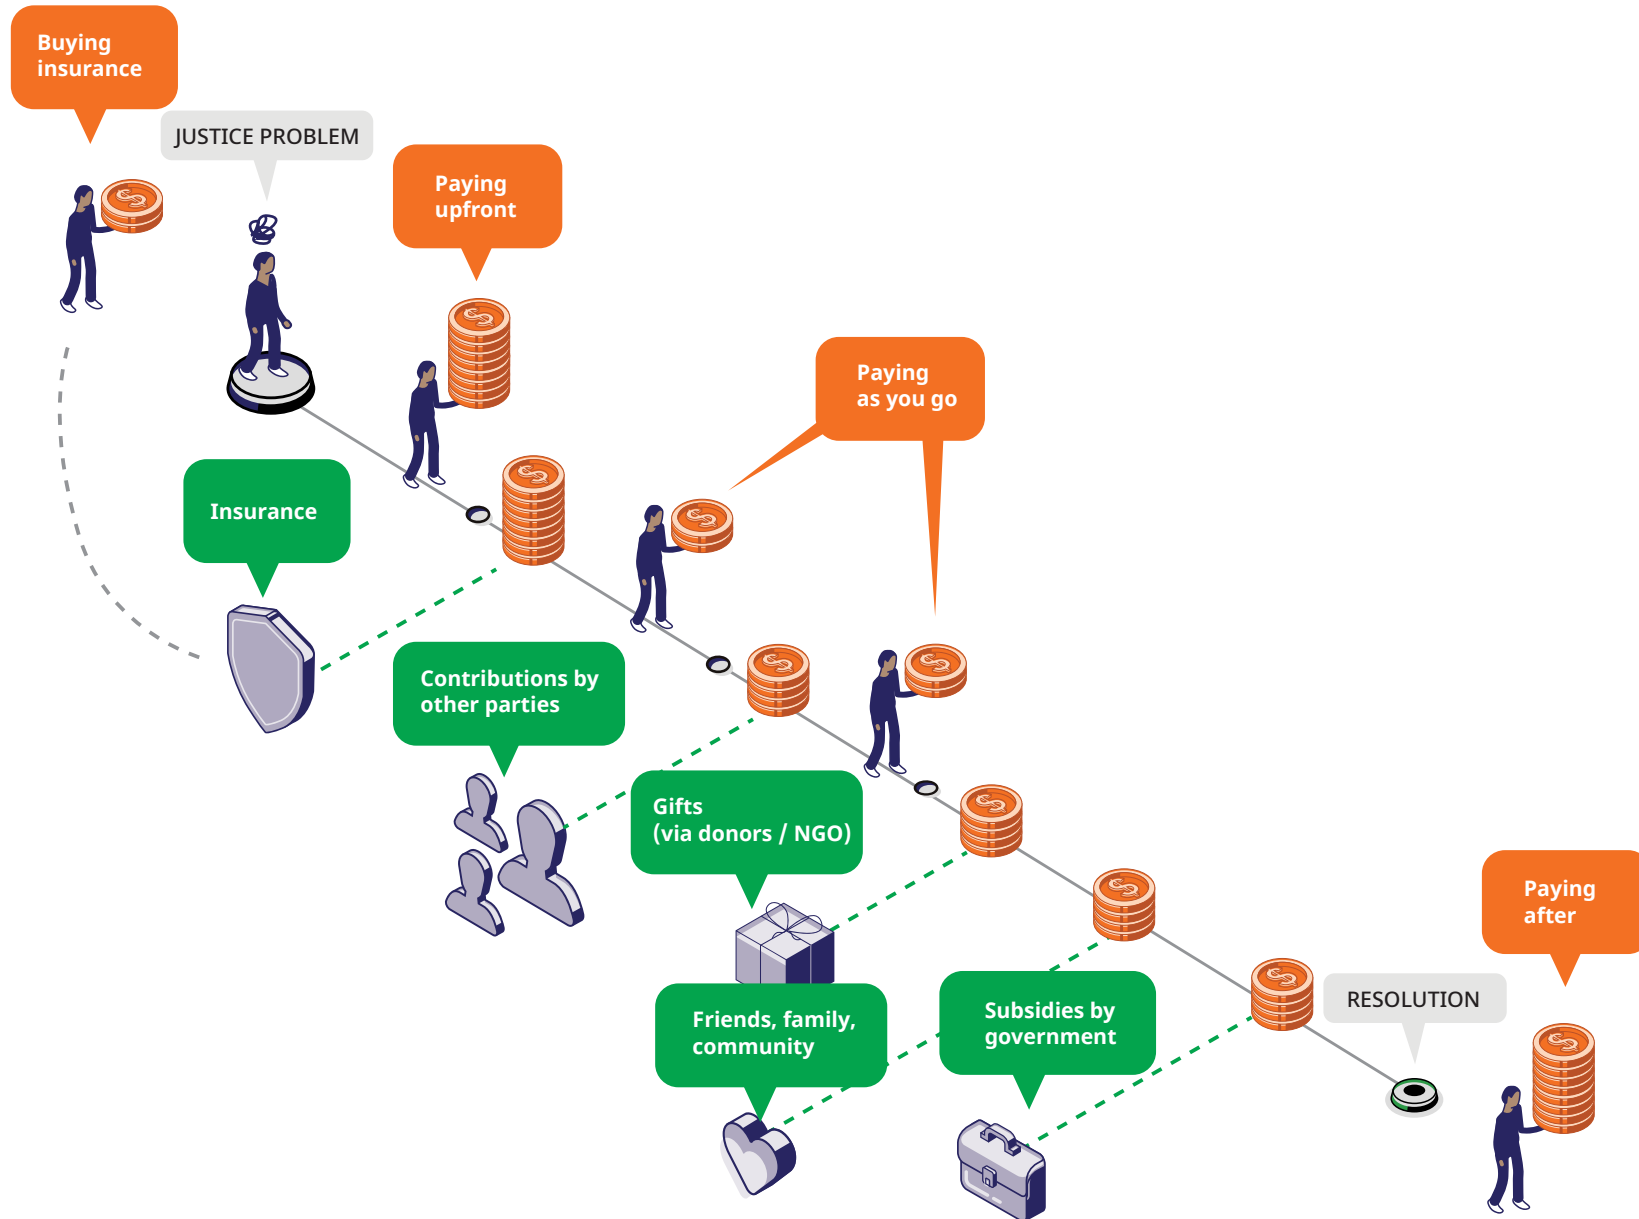 Buying
insurance
JUSTICE PROBLEM
Paying
upfront
Paying
as you go
Insurance
Contributions by
other parties
Gifts
(via donors / NGO)
Friends, family,
community
Subsidies by
government
Paying
after
RESOLUTION